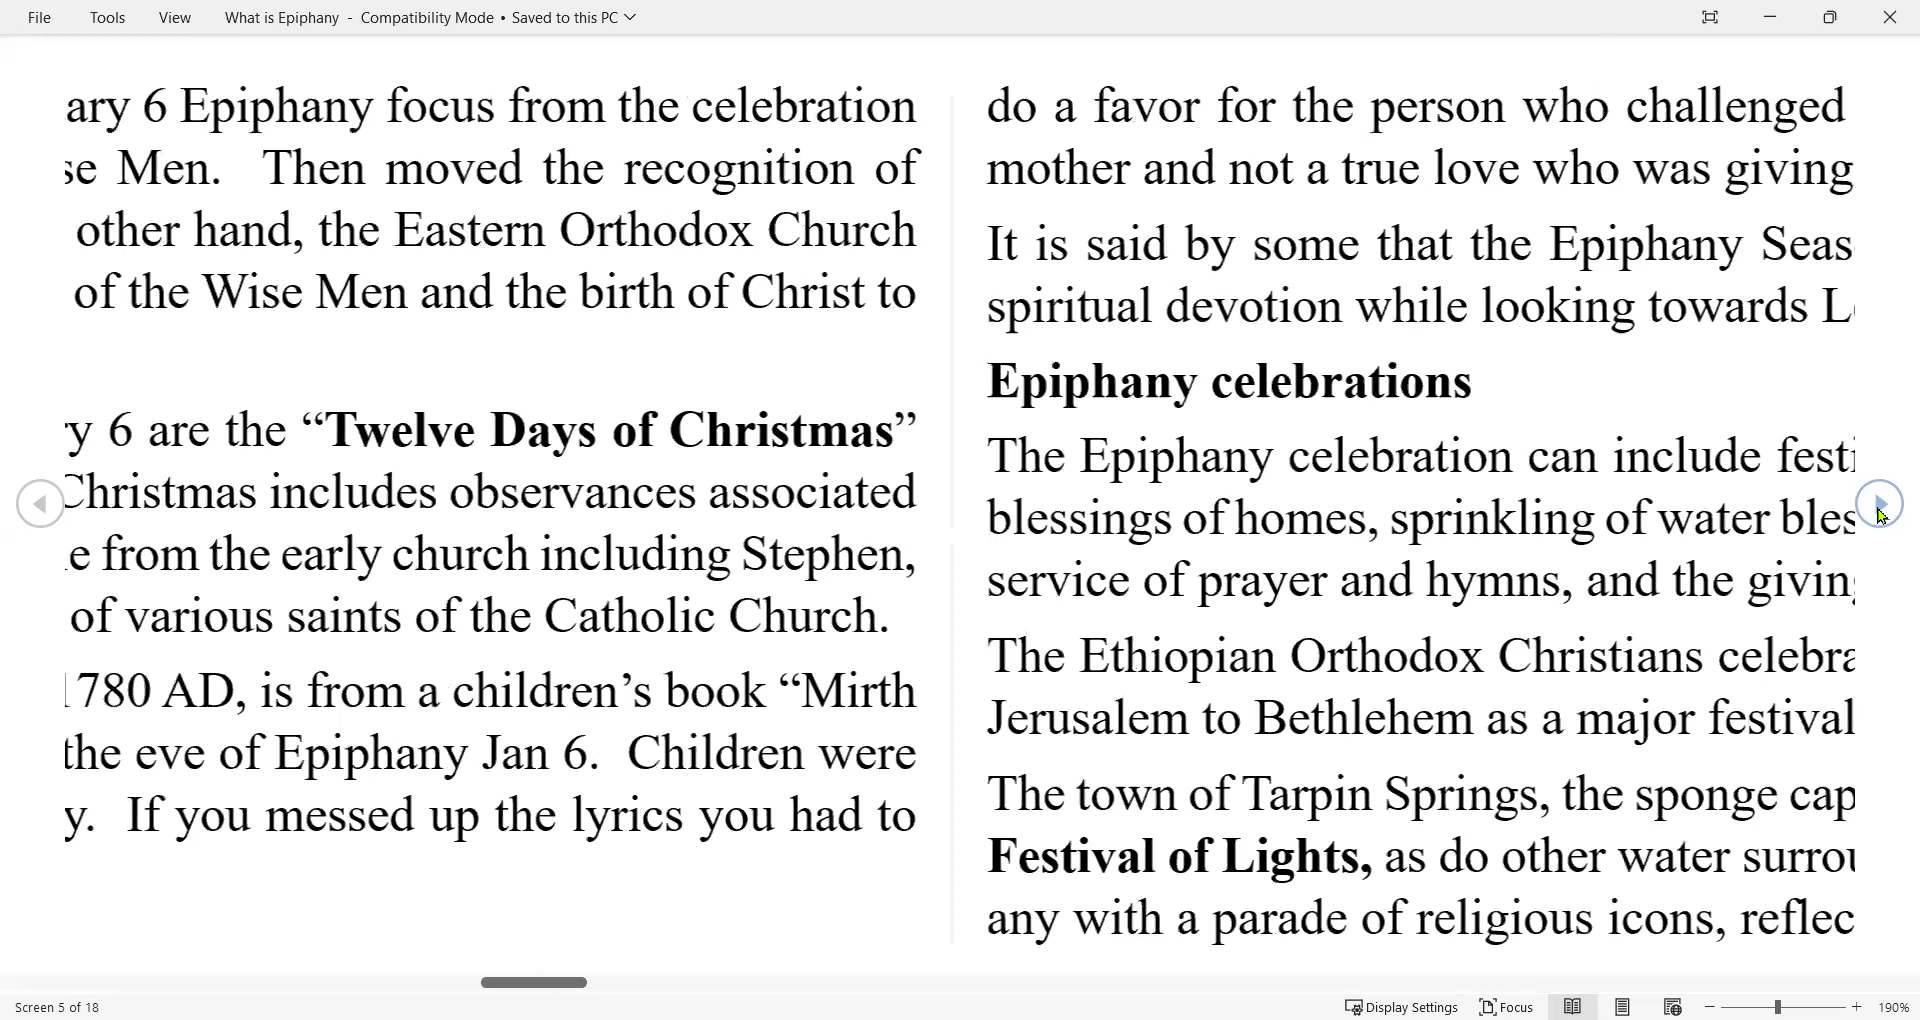 File Tools View What is Epiphany - Compatibility Mode • Saved to this PC
ary 6 Epiphany focus from the celebration
se Men. Then moved the recognition of
other hand, the Eastern Orthodox Church
of the Wise Men and the birth of Christ to
y 6 are the “Twelve Days of Christmas”
Christmas includes observances associated
e from the early church including Stephen,
of various saints of the Catholic Church.
1780 AD, is from a children’s book “Mirth
the eve of Epiphany Jan 6. Children were
y. If you messed up the lyrics you had to
do a favor for the person who challenged
mother and not a true love who was giving
It is said by some that the Epiphany Seas
spiritual devotion while looking towards L
Epiphany celebrations
The Epiphany celebration can include festi
blessings of homes, sprinkling of water bles
service of prayer and hymns, and the giving
The Ethiopian Orthodox Christians celebra
Jerusalem to Bethlehem as a major festival
The town of Tarpin Springs, the sponge cap
Festival of Lights, as do other water surrou
any with a parade of religious icons, reflec
Screen 5 of 18 Display Settings Focus 190%